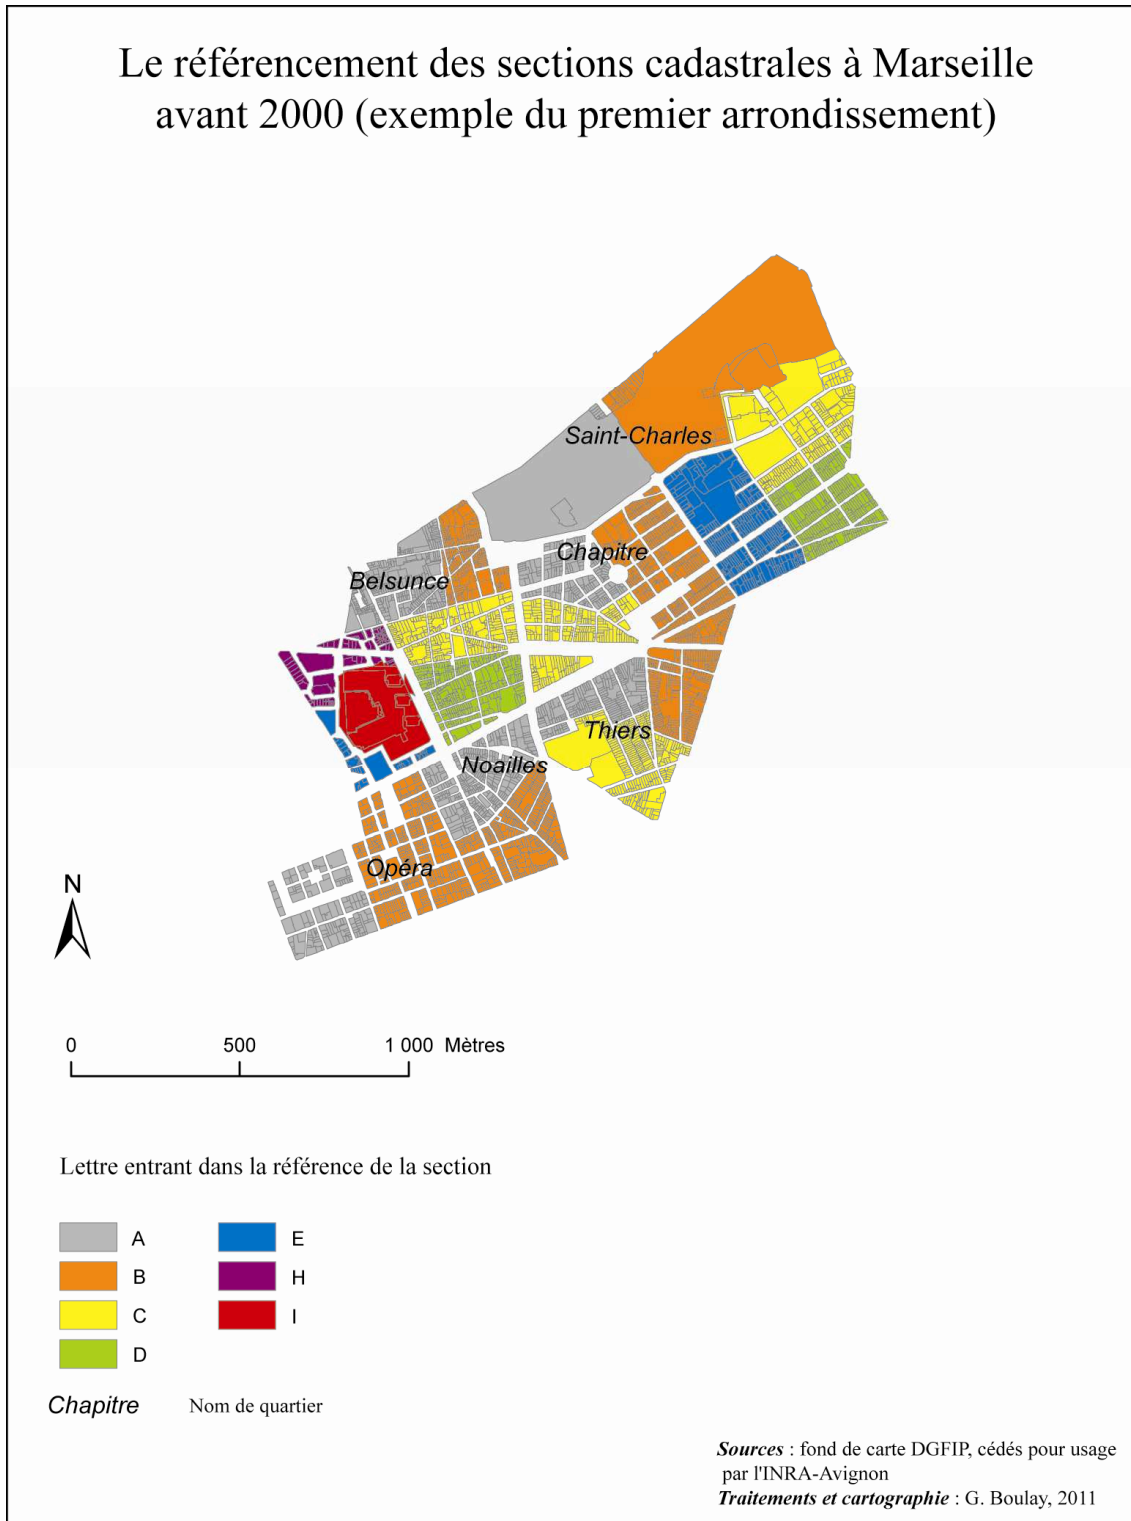 Le référencement des sections cadastrales à Marseille
avant 2000 (exemple du premier arrondissement)
Saint-Charles
Chapitre
Belsunce
Thiers
Noailles
Opéra
N
0 500 1 000 Mètres
Lettre entrant dans la référence de la section
A E
B H
C I
D
Chapitre Nom de quartier
Sources : fond de carte DGFIP, cédés pour usage
par l'INRA-Avignon
Traitements et cartographie : G. Boulay, 2011